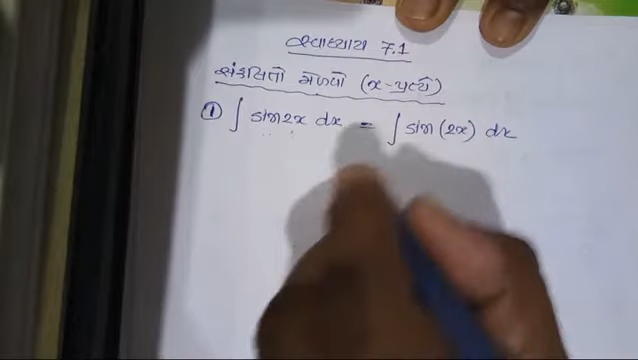 સ્વાધ્યાય 7.1
સંકલિતો મેળવો (x-પ્રત્યે)
① ∫ sin2x dx = ∫ sin (2x) dx